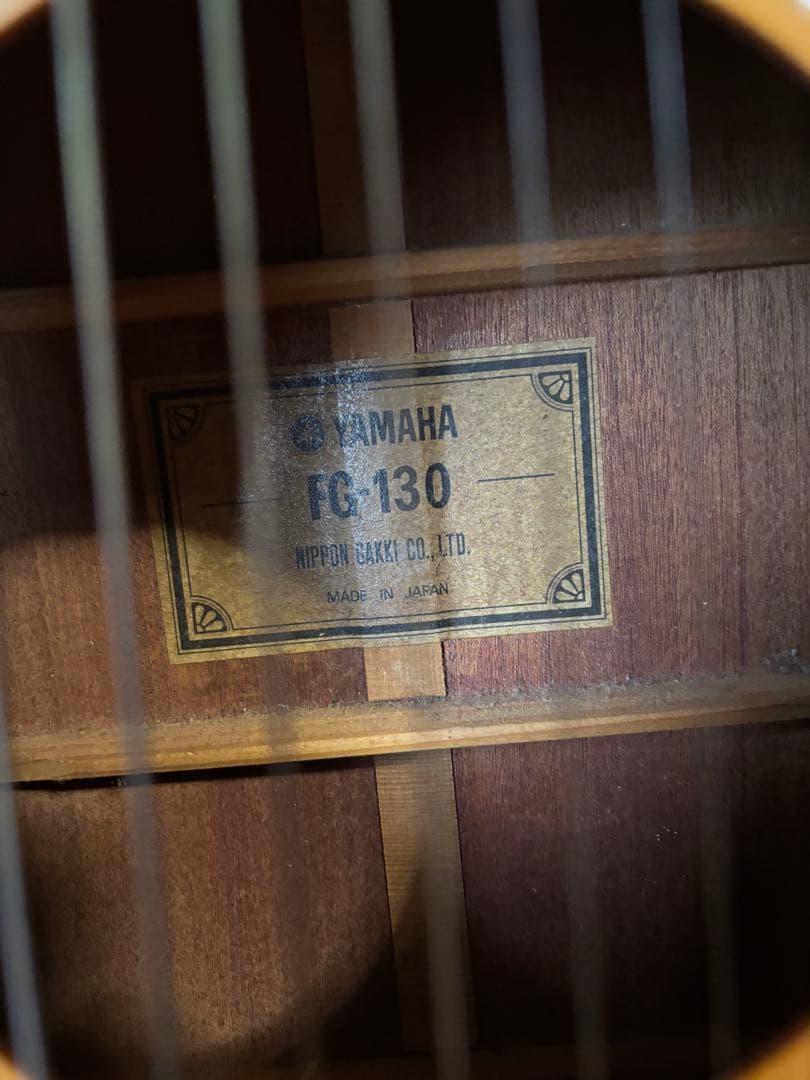 YAMAHA
FG-130
NIPPON GAKKI CO., LTD.
MADE IN JAPAN